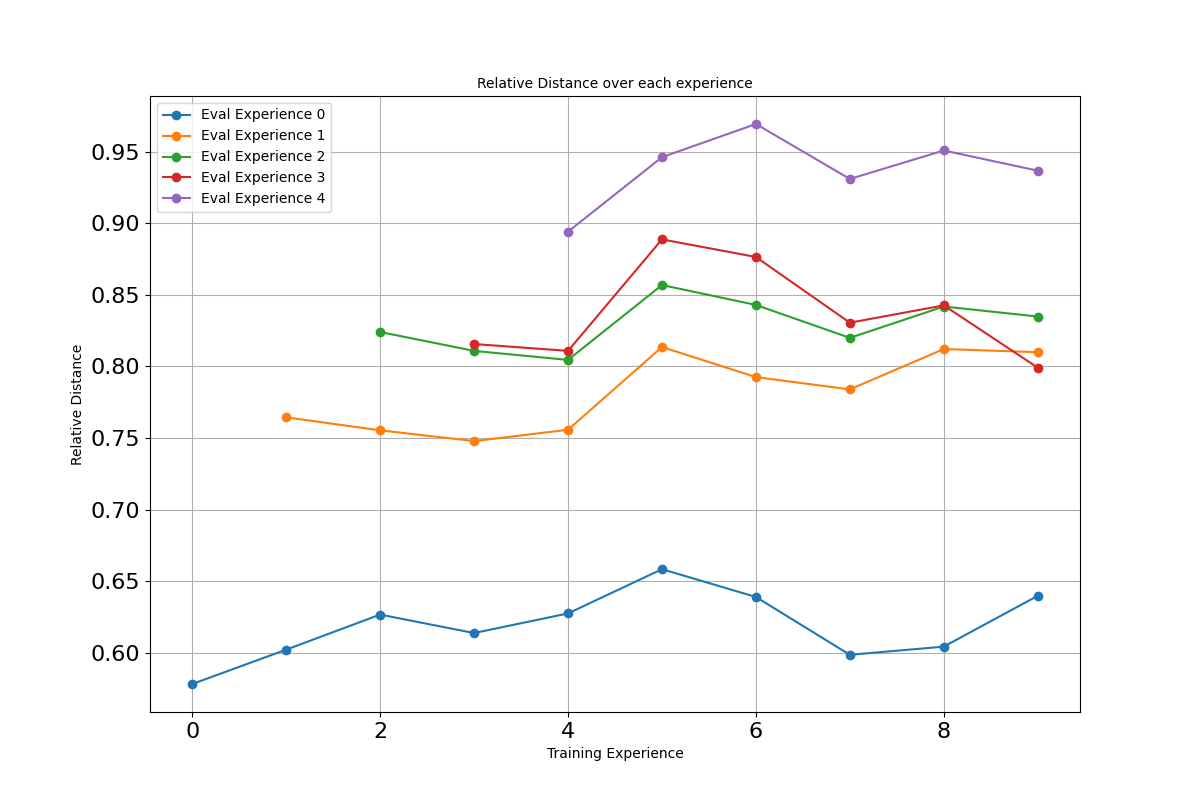 Relative Distance over each experience
Eval Experience 0
Eval Experience 1
Eval Experience 2
Eval Experience 3
Eval Experience 4
0.95
0.90
0.85
0.80
0.75
0.70
0.65
0.60
Relative Distance
0 2 4 6 8
Training Experience